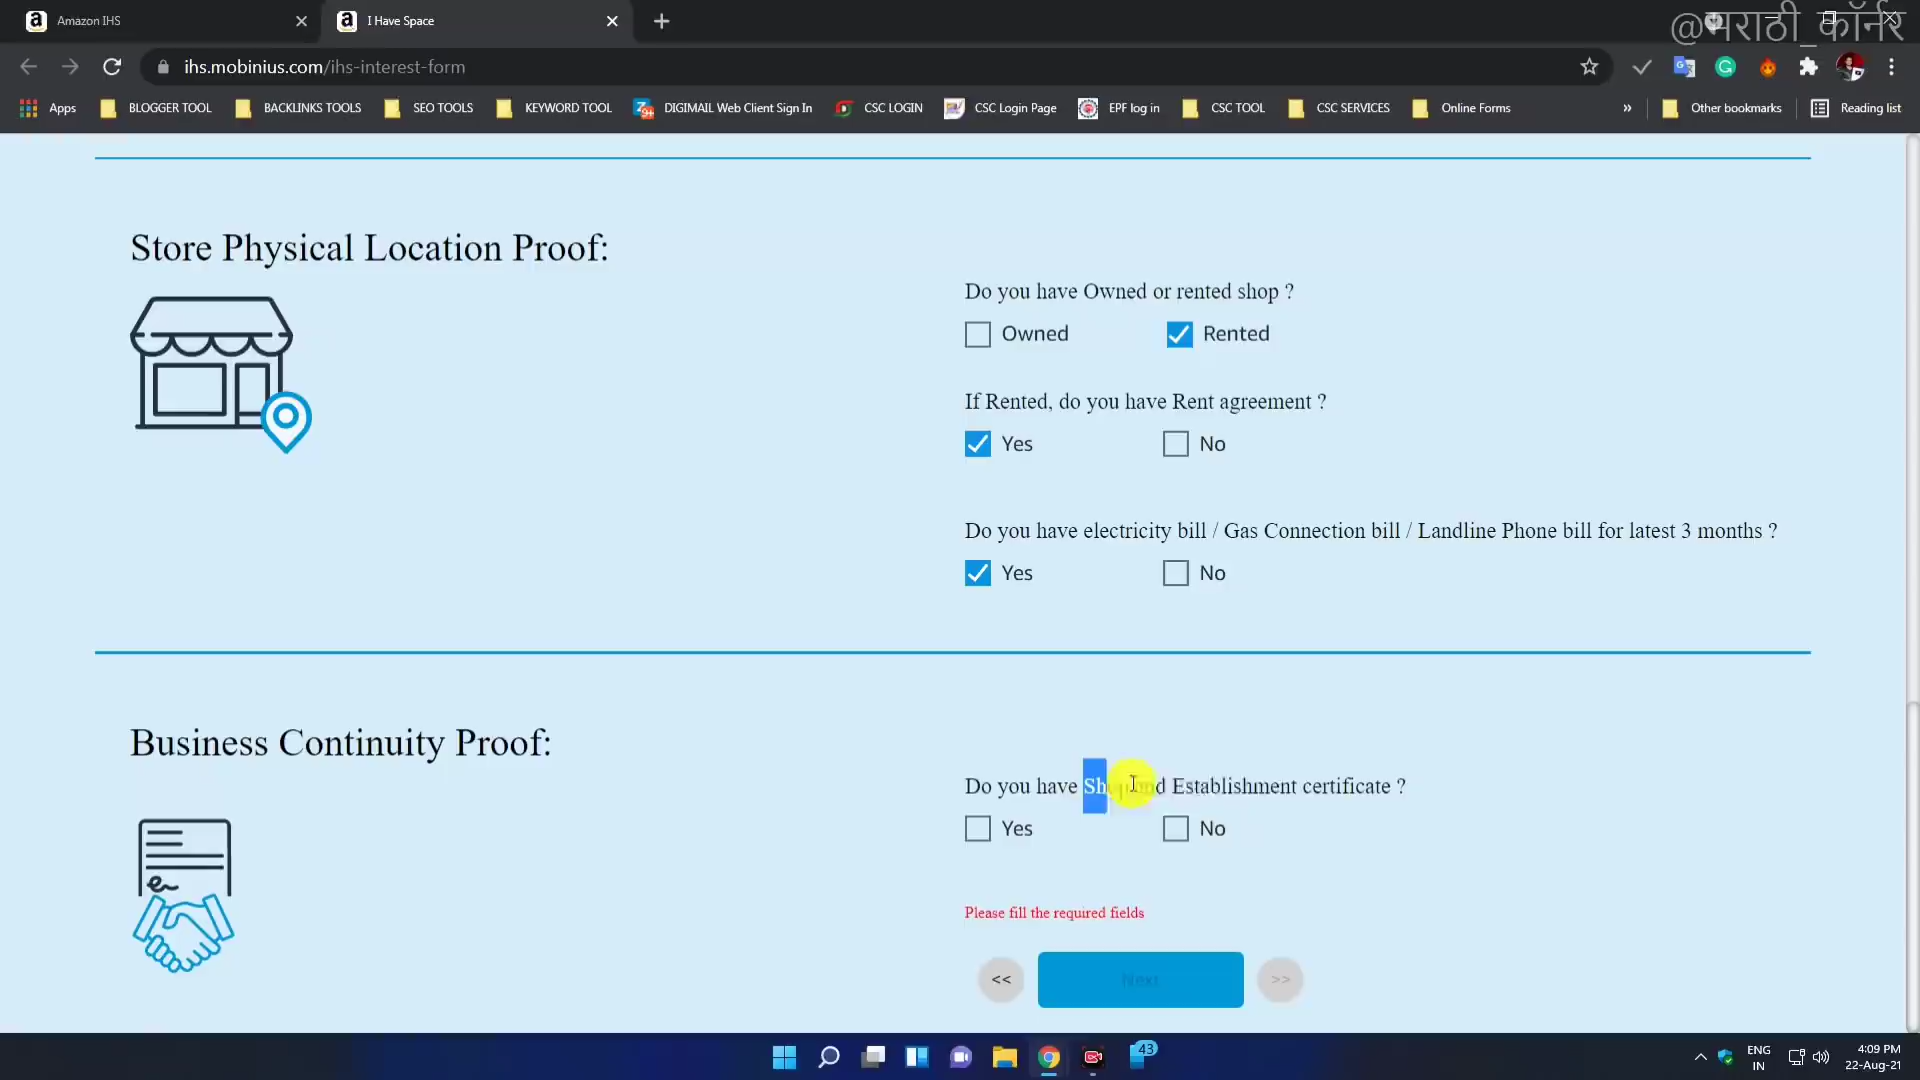 Amazon IHS
I Have Space
@मराठी_कॉर्नर
ihs.mobinius.com/ihs-interest-form
Apps BLOGGER TOOL BACKLINKS TOOLS SEO TOOLS KEYWORD TOOL DIGIMAIL Web Client Sign In CSC LOGIN CSC Login Page EPF log in CSC TOOL CSC SERVICES Online Forms » Other bookmarks Reading list
Store Physical Location Proof:
Do you have Owned or rented shop ?
Owned Rented
If Rented, do you have Rent agreement ?
Yes No
Do you have electricity bill / Gas Connection bill / Landline Phone bill for latest 3 months ?
Yes No
Business Continuity Proof:
Do you have Shop and Establishment certificate ?
Yes No
Please fill the required fields
<< Next >>
43
ENG
IN
4:09 PM
22-Aug-21